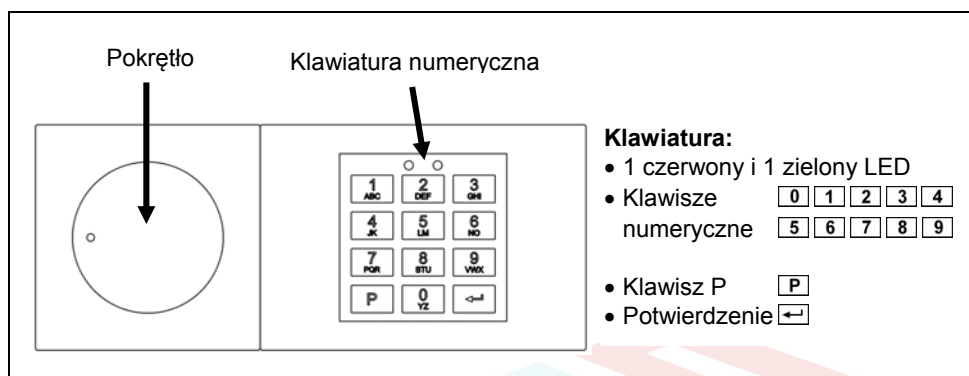 Pokrętło
Klawiatura numeryczna
1 2 3
ABC DEF GHI
4 5 6
JK LM NO
7 8 9
PQR STU VWX
P 0 ↵
YZ
Klawiatura:
• 1 czerwony i 1 zielony LED
• Klawisze 0 1 2 3 4
numeryczne 5 6 7 8 9
• Klawisz P P
• Potwierdzenie ↵